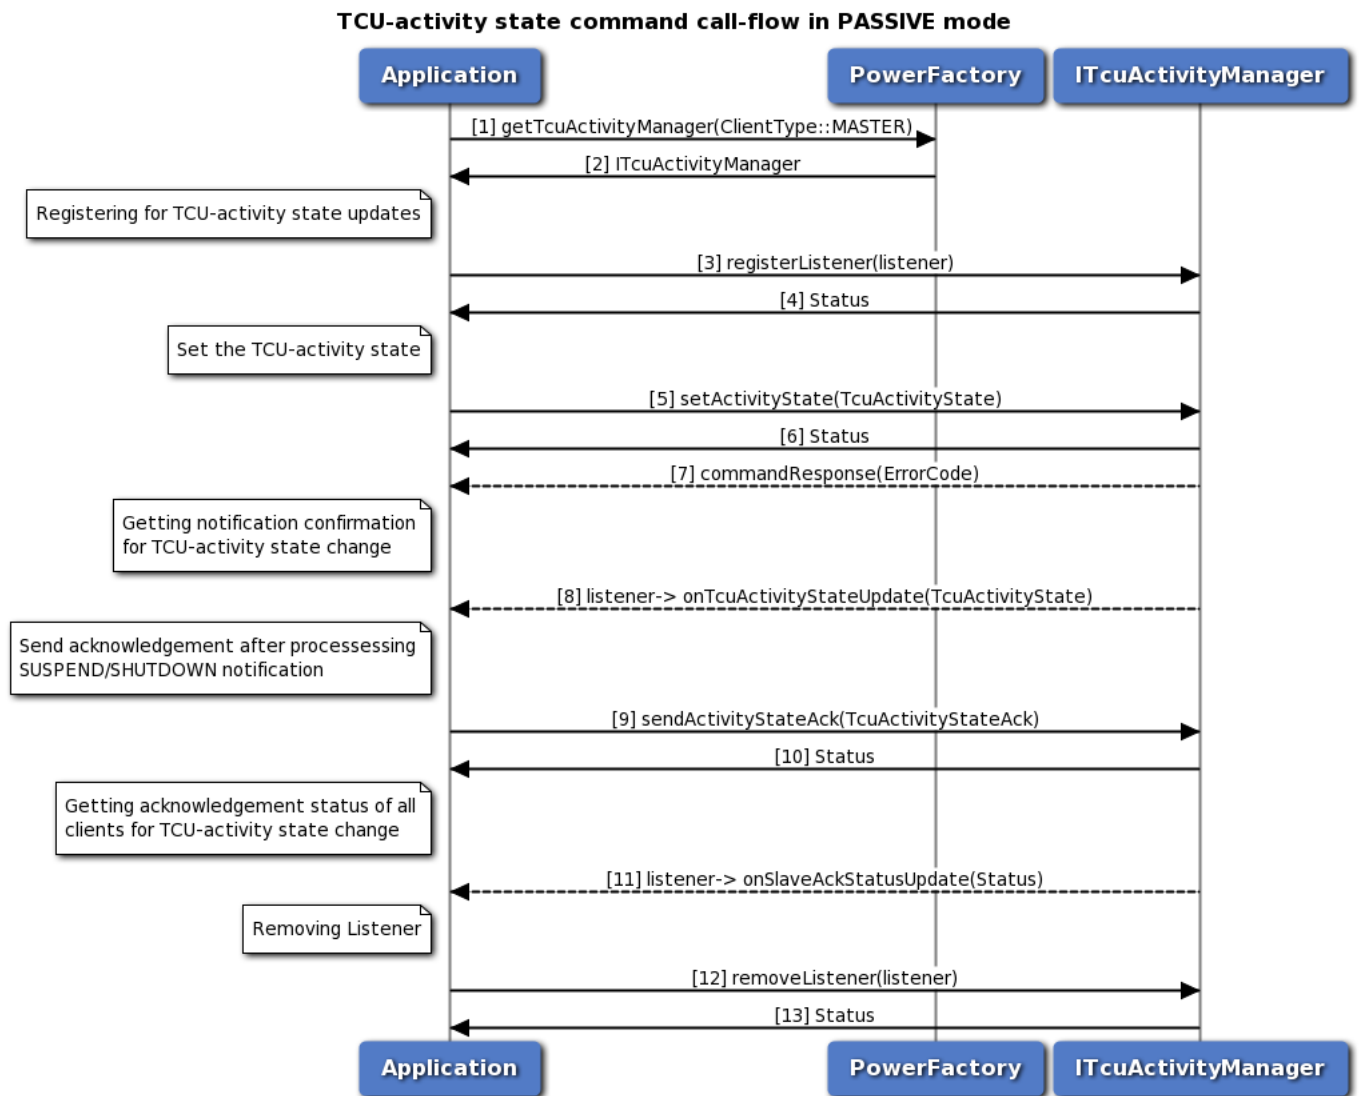 TCU-activity state command call-flow in PASSIVE mode
Application
PowerFactory
ITcuActivityManager
[1] getTcuActivityManager(ClientType::MASTER)
[2] ITcuActivityManager
Registering for TCU-activity state updates
[3] registerListener(listener)
[4] Status
Set the TCU-activity state
[5] setActivityState(TcuActivityState)
[6] Status
[7] commandResponse(ErrorCode)
Getting notification confirmation
for TCU-activity state change
[8] listener-> onTcuActivityStateUpdate(TcuActivityState)
Send acknowledgement after processessing
SUSPEND/SHUTDOWN notification
[9] sendActivityStateAck(TcuActivityStateAck)
[10] Status
Getting acknowledgement status of all
clients for TCU-activity state change
[11] listener-> onSlaveAckStatusUpdate(Status)
Removing Listener
[12] removeListener(listener)
[13] Status
Application
PowerFactory
ITcuActivityManager